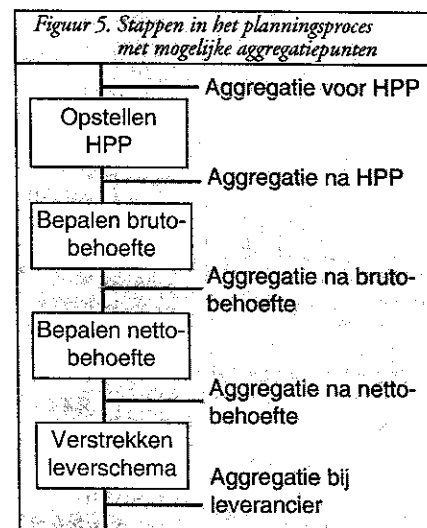 Figuur 5. Stappen in het planningsproces
met mogelijke aggregatiepunten
Aggregatie voor HPP
Opstellen
HPP
Aggregatie na HPP
Bepalen bruto-
behoefte
Aggregatie na bruto-
behoefte
Bepalen netto-
behoefte
Aggregatie na netto-
behoefte
Verstrekken
leverschema
Aggregatie bij
leverancier